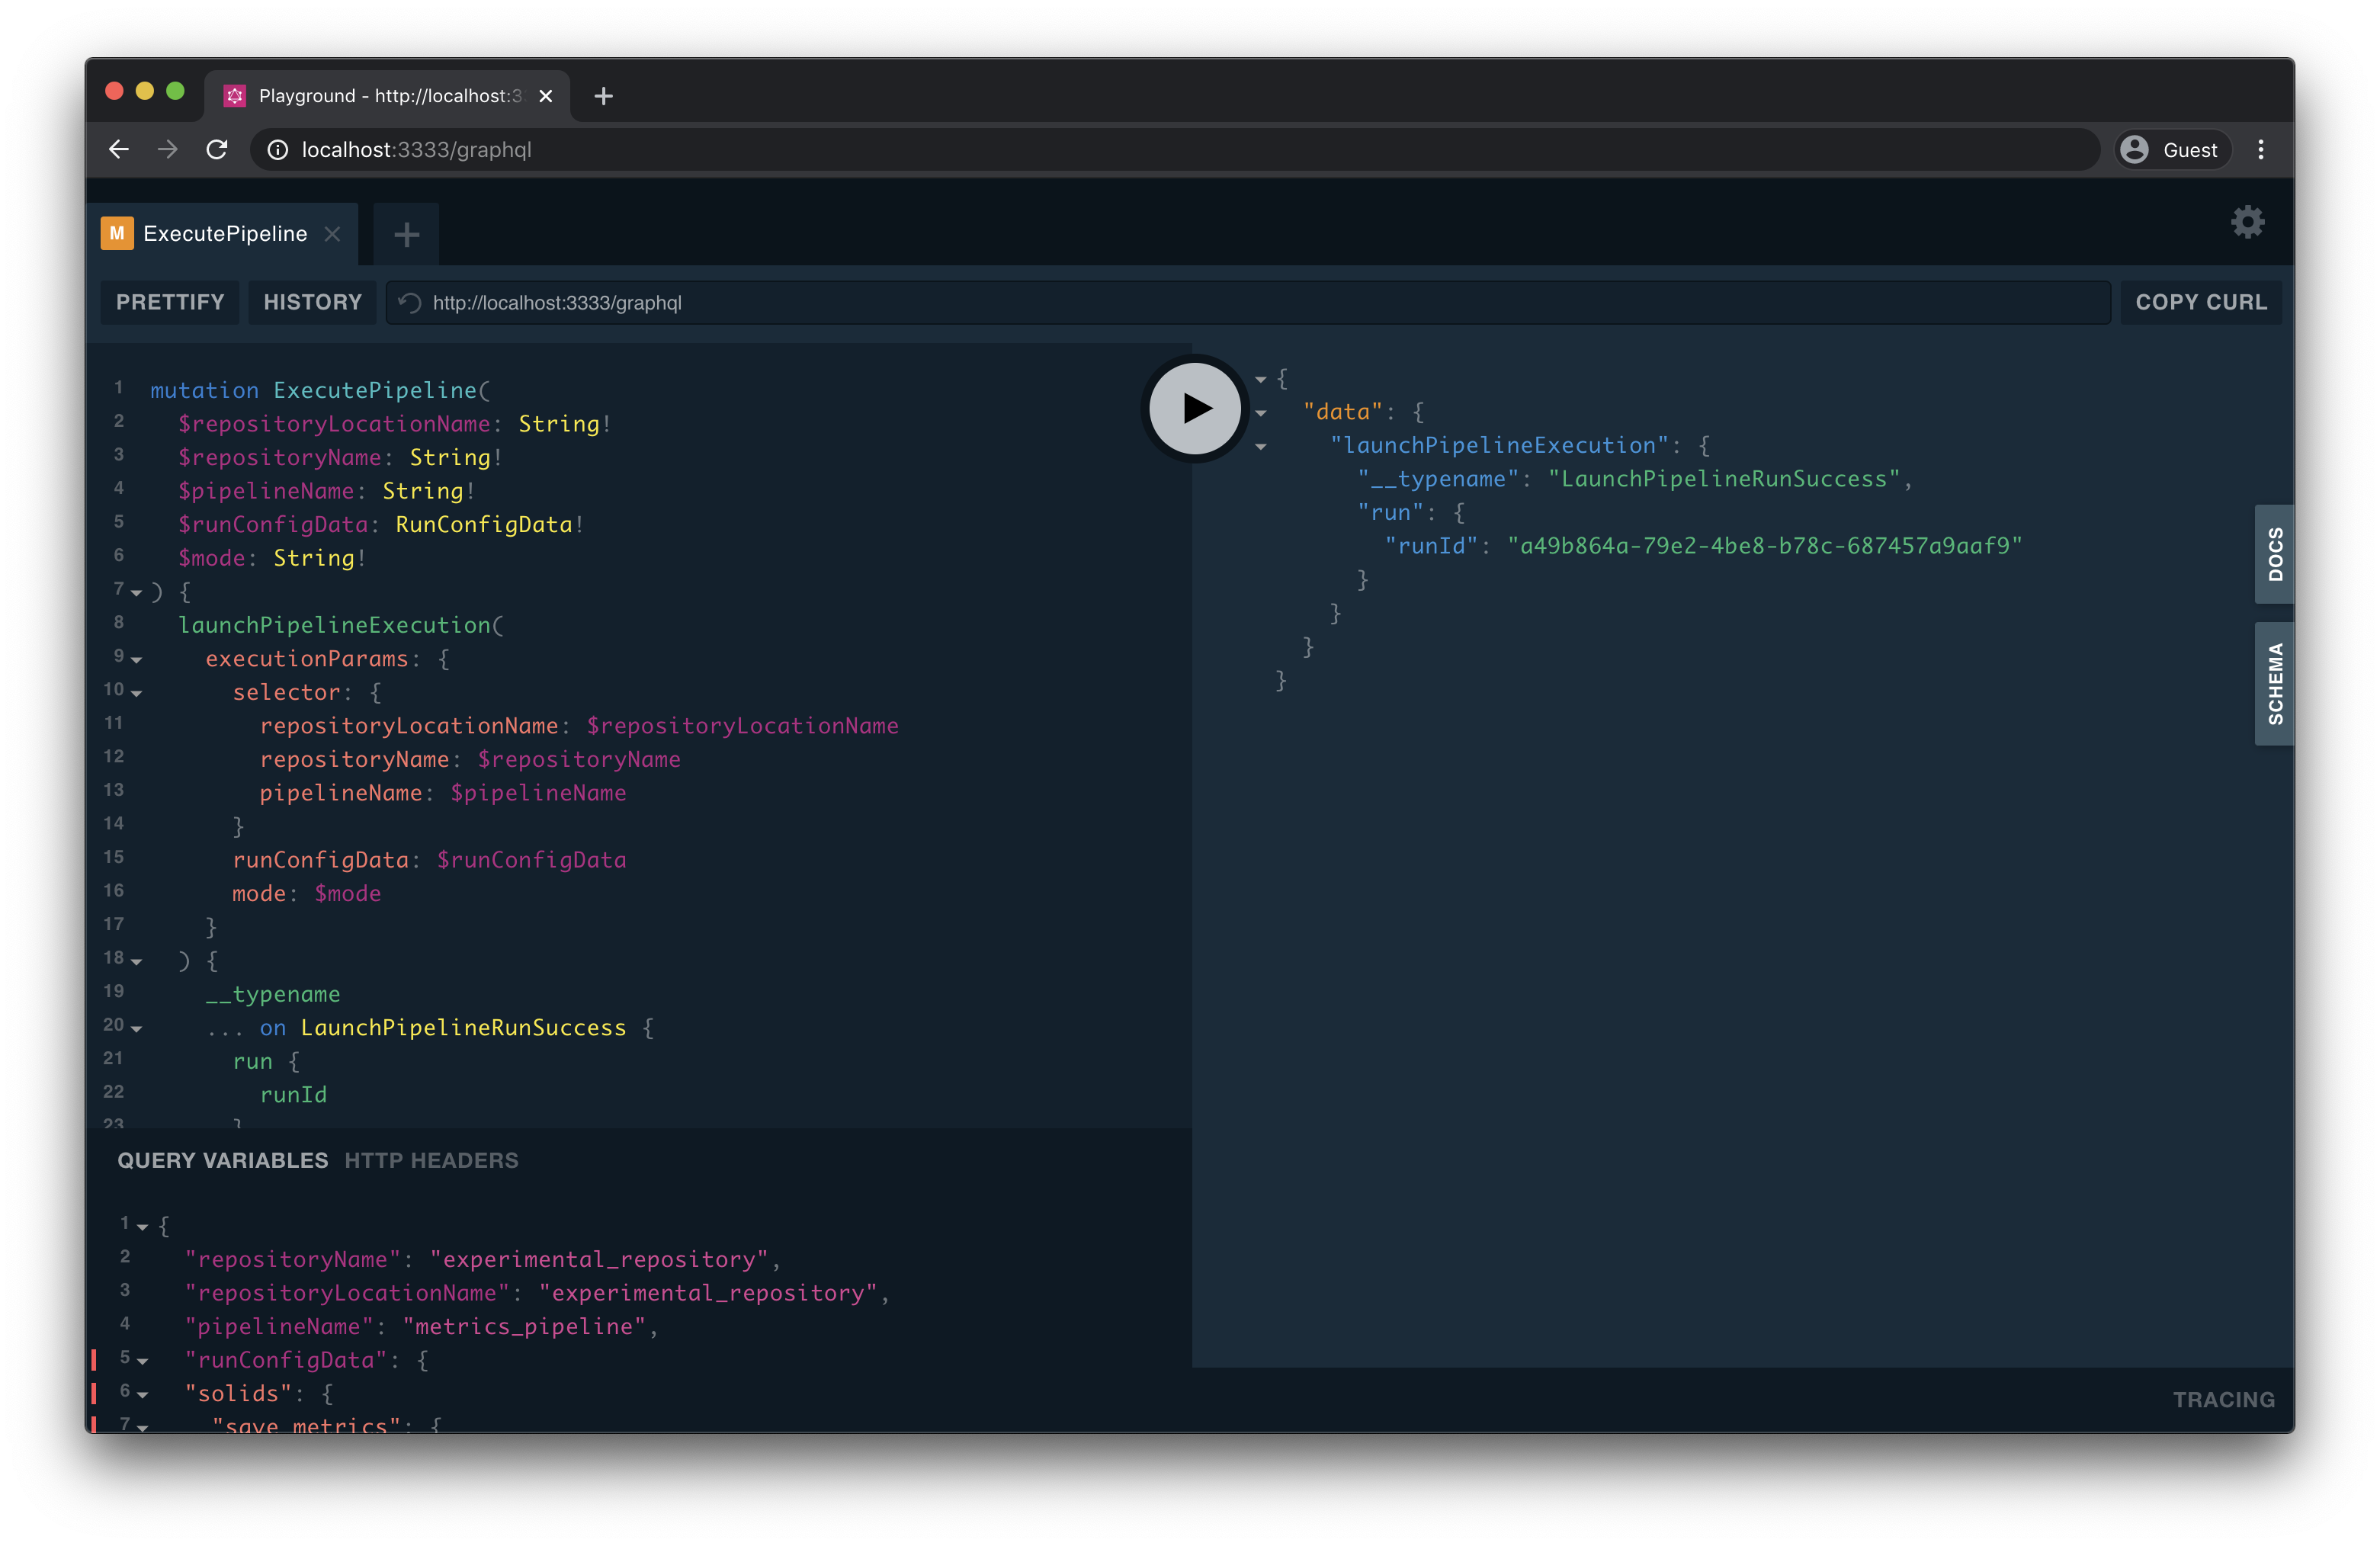 Playground - http://localhost:3
localhost:3333/graphql
Guest
M ExecutePipeline
PRETTIFY HISTORY http://localhost:3333/graphql COPY CURL
1 mutation ExecutePipeline(
2 $repositoryLocationName: String!
3 $repositoryName: String!
4 $pipelineName: String!
5 $runConfigData: RunConfigData!
6 $mode: String!
7 ) {
8 launchPipelineExecution(
9 executionParams: {
10 selector: {
11 repositoryLocationName: $repositoryLocationName
12 repositoryName: $repositoryName
13 pipelineName: $pipelineName
14 }
15 runConfigData: $runConfigData
16 mode: $mode
17 }
18 ) {
19 __typename
20 ... on LaunchPipelineRunSuccess {
21 run {
22 runId
23 }
QUERY VARIABLES HTTP HEADERS
1 {
2 "repositoryName": "experimental_repository",
3 "repositoryLocationName": "experimental_repository",
4 "pipelineName": "metrics_pipeline",
5 "runConfigData": {
6 "solids": {
7 "save_metrics": {
{
"data": {
"launchPipelineExecution": {
"__typename": "LaunchPipelineRunSuccess",
"run": {
"runId": "a49b864a-79e2-4be8-b78c-687457a9aaf9"
}
}
}
}
DOCS
SCHEMA
TRACING